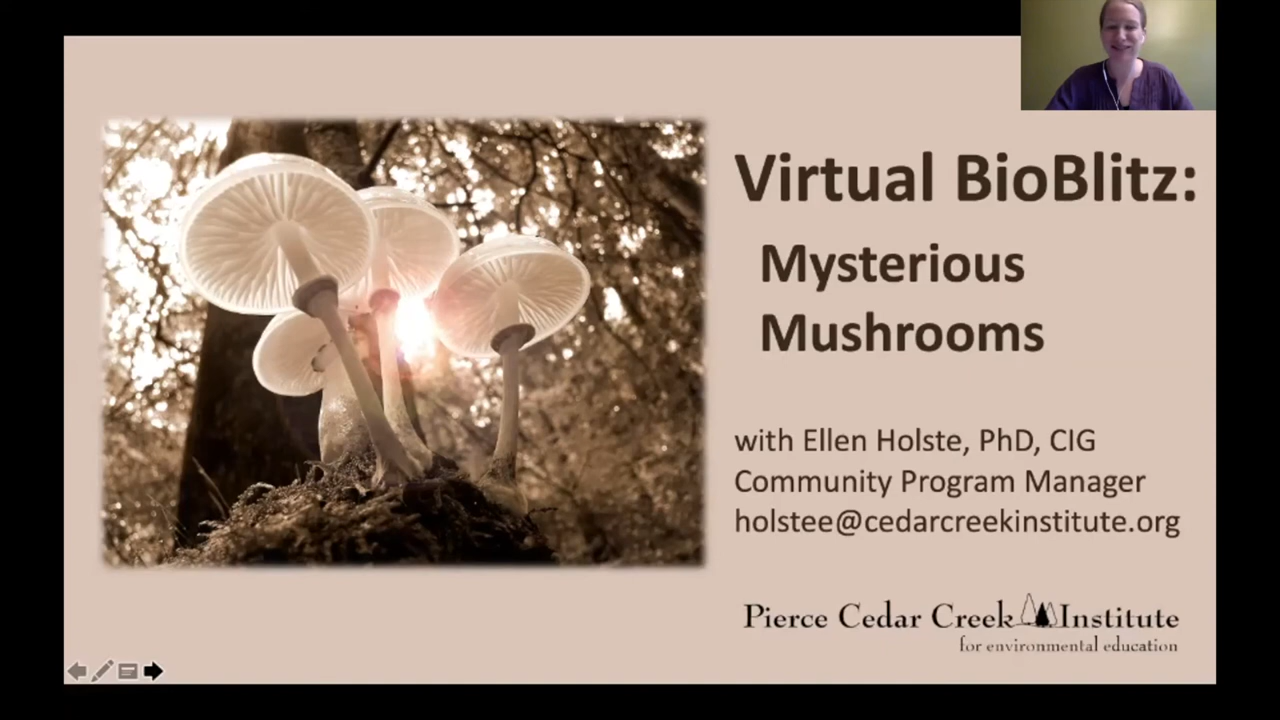 Virtual BioBlitz:
Mysterious
Mushrooms
with Ellen Holste, PhD, CIG
Community Program Manager
holstee@cedarcreekinstitute.org
Pierce Cedar Creek Institute
for environmental education